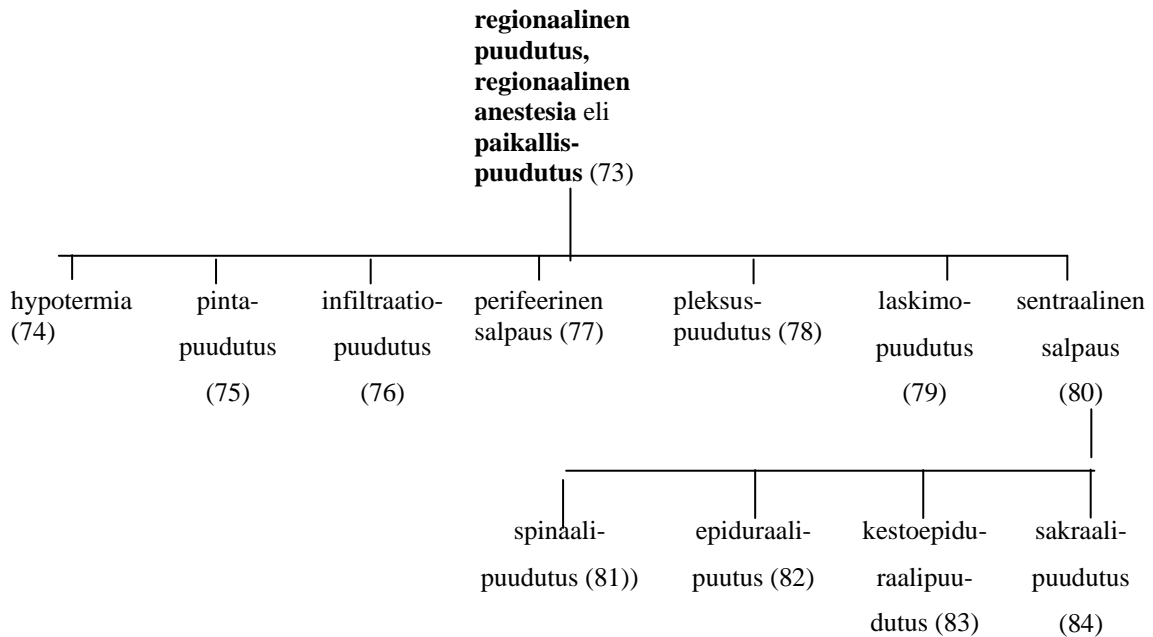 regionaalinen
puudutus,
regionaalinen
anestesia eli
paikallis-
puudutus (73)
hypotermia
(74)
pinta-
puudutus
(75)
infiltraatio-
puudutus
(76)
perifeerinen
salpaus (77)
pleksus-
puudutus (78)
laskimo-
puudutus
(79)
sentraalinen
salpaus
(80)
spinaali-
puudutus (81))
epiduraali-
puutus (82)
kestoepidu-
raalipuu-
dutus (83)
sakraali-
puudutus
(84)